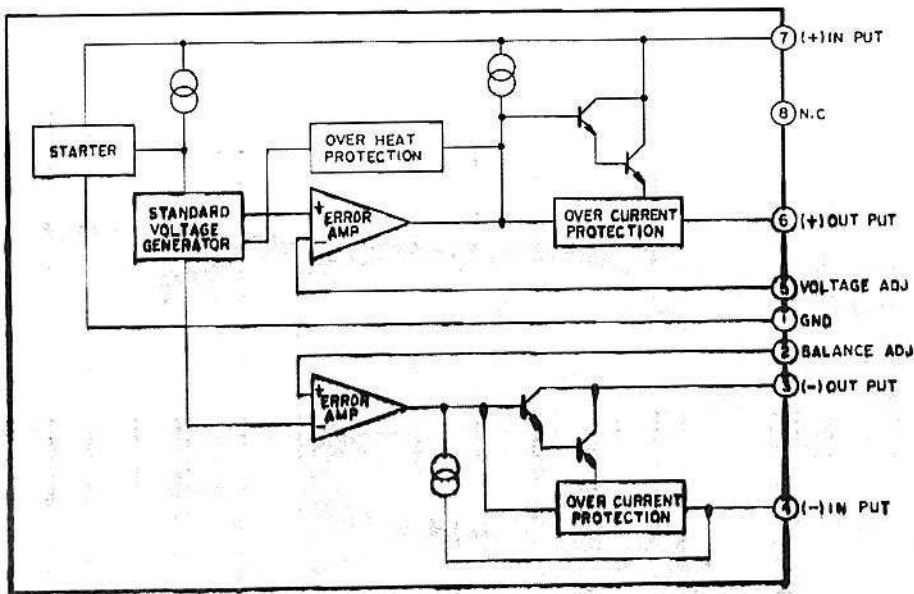 7 (+) IN PUT
8 N.C
STARTER
OVER HEAT
PROTECTION
STANDARD
VOLTAGE
GENERATOR
+
ERROR
AMP
−
OVER CURRENT
PROTECTION
6 (+) OUT PUT
5 VOLTAGE ADJ
1 GND
2 BALANCE ADJ
+
ERROR
AMP
−
3 (-) OUT PUT
OVER CURRENT
PROTECTION
4 (-) IN PUT